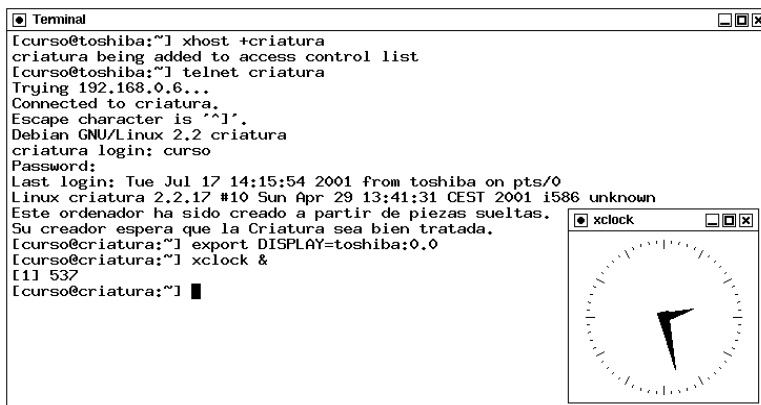 Terminal
[curso@toshiba:~] xhost +criatura
criatura being added to access control list
[curso@toshiba:~] telnet criatura
Trying 192.168.0.6...
Connected to criatura.
Escape character is '^]'.
Debian GNU/Linux 2.2 criatura
criatura login: curso
Password:
Last login: Tue Jul 17 14:15:54 2001 from toshiba on pts/0
Linux criatura 2.2.17 #10 Sun Apr 29 13:41:31 CEST 2001 i586 unknown
Este ordenador ha sido creado a partir de piezas sueltas.
Su creador espera que la Criatura sea bien tratada.
[curso@criatura:~] export DISPLAY=toshiba:0.0
[curso@criatura:~] xclock &
[1] 537
[curso@criatura:~]
xclock